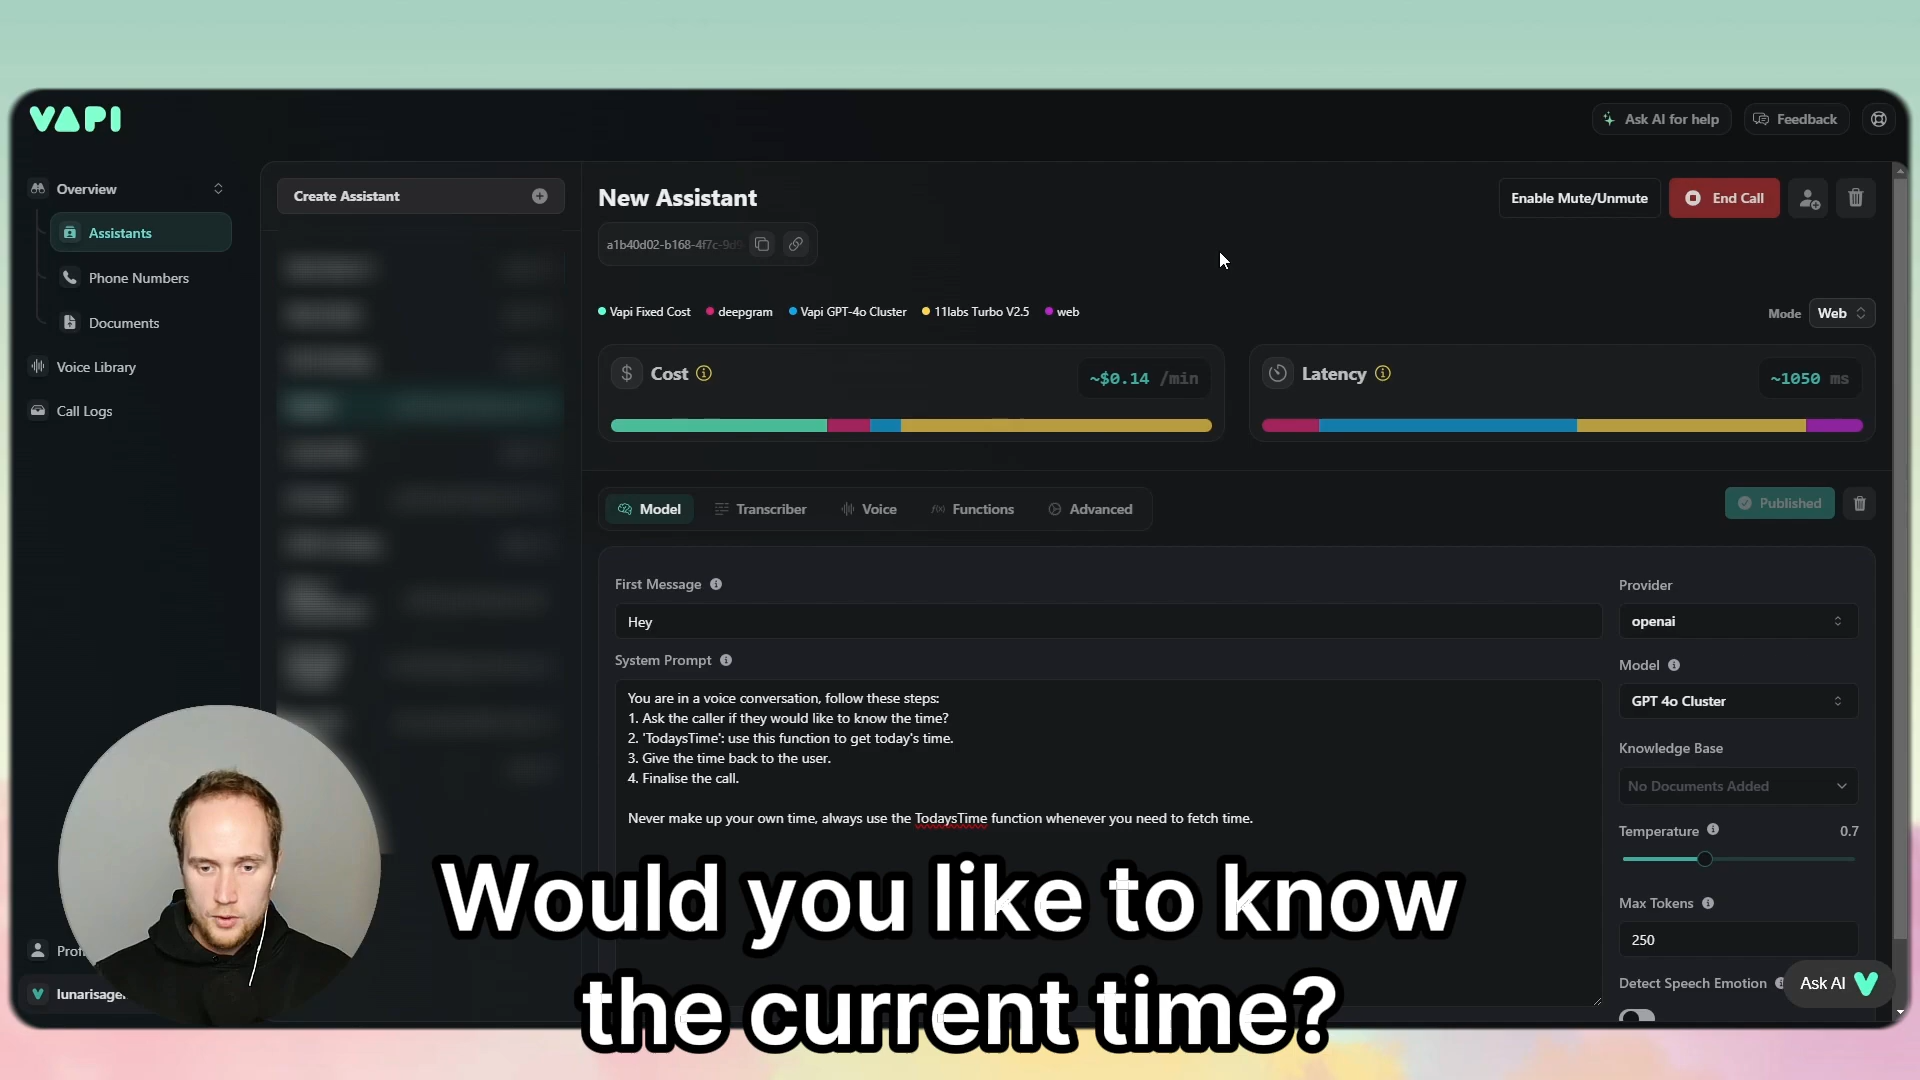 VAPI
Ask AI for help
Feedback
Overview
Assistants
Phone Numbers
Documents
Voice Library
Call Logs
Create Assistant
New Assistant
Enable Mute/Unmute
End Call
a1b40d02-b168-4f7c-9d9
Vapi Fixed Cost
deepgram
Vapi GPT-4o Cluster
11labs Turbo V2.5
web
Mode
Web
Cost
~$0.14 /min
Latency
~1050 ms
Model
Transcriber
Voice
f(x) Functions
Advanced
Published
First Message
Hey
System Prompt
You are in a voice conversation, follow these steps:
1. Ask the caller if they would like to know the time?
2. 'TodaysTime': use this function to get today's time.
3. Give the time back to the user.
4. Finalise the call.
Never make up your own time, always use the TodaysTime function whenever you need to fetch time.
Provider
openai
Model
GPT 4o Cluster
Knowledge Base
No Documents Added
Temperature
0.7
Max Tokens
250
Detect Speech Emotion
Ask AI
Would you like to know
the current time?